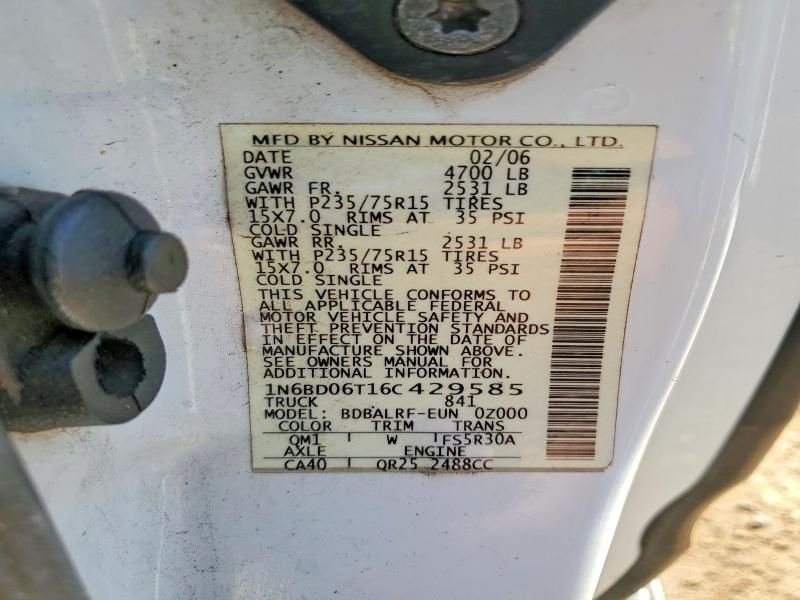 MFD BY NISSAN MOTOR CO., LTD.
DATE 02/06
GVWR 4700 LB
GAWR FR. 2531 LB
WITH P235/75R15 TIRES
15X7.0 RIMS AT 35 PSI
COLD SINGLE
GAWR RR. 2531 LB
WITH P235/75R15 TIRES
15X7.0 RIMS AT 35 PSI
COLD SINGLE
THIS VEHICLE CONFORMS TO
ALL APPLICABLE FEDERAL
MOTOR VEHICLE SAFETY AND
THEFT PREVENTION STANDARDS
IN EFFECT ON THE DATE OF
MANUFACTURE SHOWN ABOVE.
SEE OWNERS MANUAL FOR
ADDITIONAL INFORMATION.
1N6BD06T16C429585
TRUCK 841
MODEL: BDBALRF-EUN 0Z000
COLOR TRIM TRANS
QM1 W FS5R30A
AXLE ENGINE
CA40 QR25 2488CC